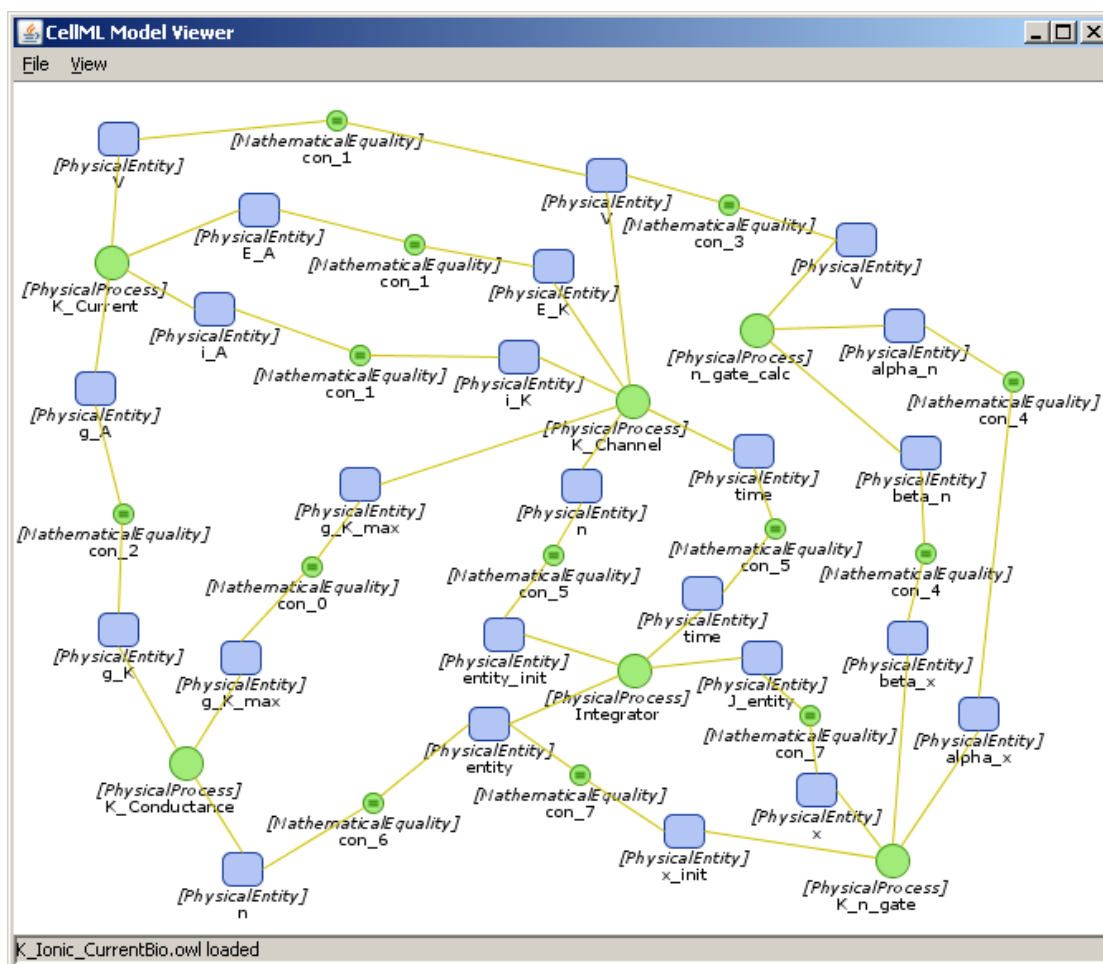 CellML Model Viewer
File View
[PhysicalEntity]
V
[MathematicalEquality]
con_1
[PhysicalEntity]
V
[MathematicalEquality]
con_3
[PhysicalEntity]
V
[PhysicalEntity]
E_A
[MathematicalEquality]
con_1
[PhysicalEntity]
E_K
[PhysicalProcess]
K_Current
[PhysicalEntity]
i_A
[MathematicalEquality]
con_1
[PhysicalEntity]
i_K
[PhysicalProcess]
n_gate_calc
[PhysicalEntity]
alpha_n
[MathematicalEquality]
con_4
[PhysicalEntity]
g_A
[PhysicalProcess]
K_Channel
[PhysicalEntity]
time
[PhysicalEntity]
beta_n
[PhysicalEntity]
g_K_max
[PhysicalEntity]
n
[MathematicalEquality]
con_2
[MathematicalEquality]
con_0
[MathematicalEquality]
con_5
[MathematicalEquality]
con_5
[MathematicalEquality]
con_4
[PhysicalEntity]
time
[PhysicalEntity]
g_K
[PhysicalEntity]
g_K_max
[PhysicalEntity]
entity_init
[PhysicalProcess]
Integrator
[PhysicalEntity]
J_entity
[PhysicalEntity]
beta_x
[PhysicalEntity]
alpha_x
[PhysicalEntity]
entity
[MathematicalEquality]
con_7
[PhysicalProcess]
K_Conductance
[MathematicalEquality]
con_6
[MathematicalEquality]
con_7
[PhysicalEntity]
x
[PhysicalEntity]
x_init
[PhysicalEntity]
n
[PhysicalProcess]
K_n_gate
K_Ionic_CurrentBio.owl loaded